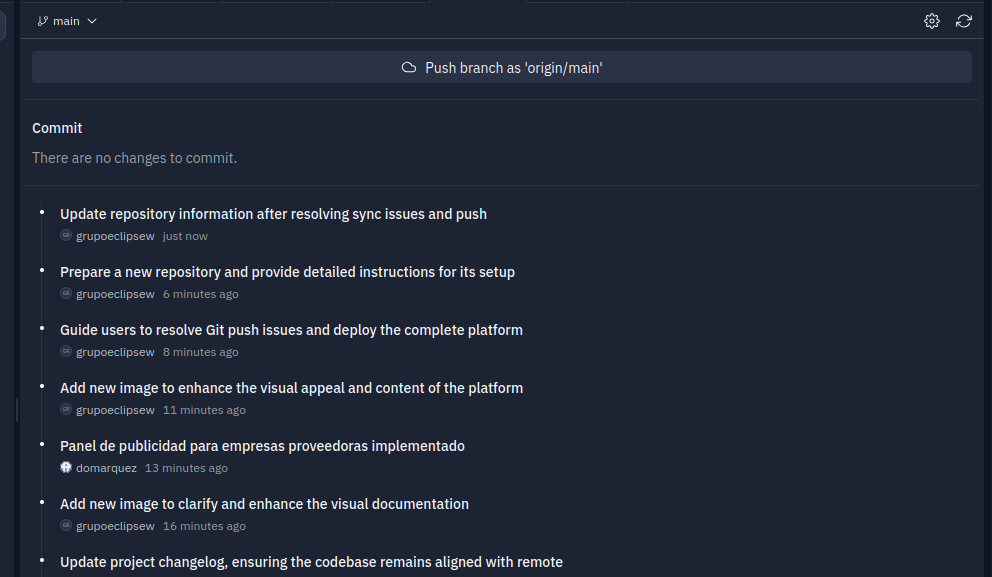 main
Push branch as 'origin/main'
Commit
There are no changes to commit.
Update repository information after resolving sync issues and push
GR grupoeclipsew just now
Prepare a new repository and provide detailed instructions for its setup
GR grupoeclipsew 6 minutes ago
Guide users to resolve Git push issues and deploy the complete platform
GR grupoeclipsew 8 minutes ago
Add new image to enhance the visual appeal and content of the platform
GR grupoeclipsew 11 minutes ago
Panel de publicidad para empresas proveedoras implementado
domarquez 13 minutes ago
Add new image to clarify and enhance the visual documentation
GR grupoeclipsew 16 minutes ago
Update project changelog, ensuring the codebase remains aligned with remote